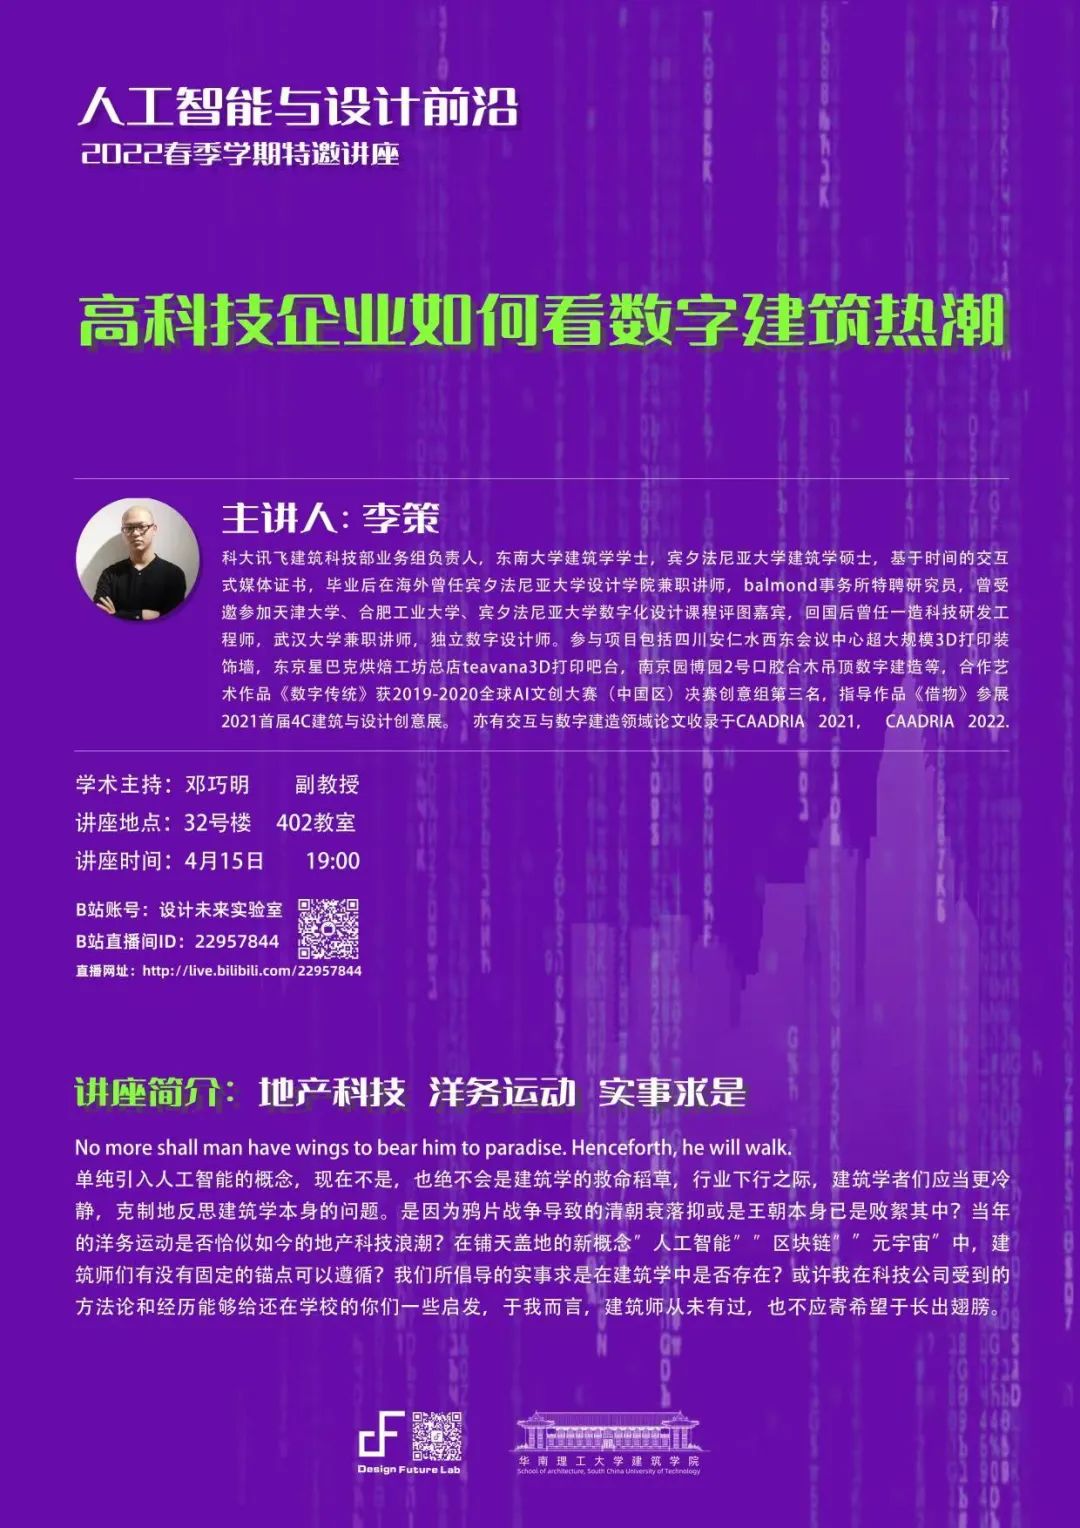 人工智能与设计前沿
2022春季学期特邀讲座
高科技企业如何看数字建筑热潮
主讲人：李策
科大讯飞建筑科技部业务组负责人，东南大学建筑学学士，宾夕法尼亚大学建筑学硕士，基于时间的交互
式媒体证书，毕业后在海外曾任宾夕法尼亚大学设计学院兼职讲师，balmond事务所特聘研究员，曾受
邀参加天津大学、合肥工业大学、宾夕法尼亚大学数字化设计课程评图嘉宾，回国后曾任一造科技研发工
程师，武汉大学兼职讲师，独立数字设计师。参与项目包括四川安仁水西东会议中心超大规模3D打印装
饰墙，东京星巴克烘焙工坊总店teavana3D打印吧台，南京园博园2号口胶合木吊顶数字建造等，合作艺
术作品《数字传统》获2019-2020全球AI文创大赛（中国区）决赛创意组第三名，指导作品《借物》参展
2021首届4C建筑与设计创意展。 亦有交互与数字建造领域论文收录于CAADRIA 2021， CAADRIA 2022.
学术主持：邓巧明 副教授
讲座地点：32号楼 402教室
讲座时间：4月15日 19:00
B站账号：设计未来实验室
B站直播间ID：22957844
直播网址：http://live.bilibili.com/22957844
讲座简介：地产科技 洋务运动 实事求是
No more shall man have wings to bear him to paradise. Henceforth, he will walk.
单纯引入人工智能的概念，现在不是，也绝不会是建筑学的救命稻草，行业下行之际，建筑学者们应当更冷
静，克制地反思建筑学本身的问题。是因为鸦片战争导致的清朝衰落抑或是王朝本身已是败絮其中？当年
的洋务运动是否恰似如今的地产科技浪潮？在铺天盖地的新概念”人工智能””区块链””元宇宙”中，建
筑师们有没有固定的锚点可以遵循？我们所倡导的实事求是在建筑学中是否存在？或许我在科技公司受到的
方法论和经历能够给还在学校的你们一些启发，于我而言，建筑师从未有过，也不应寄希望于长出翅膀。
Design Future Lab
华南理工大学建筑学院
School of architecture, South China University of Technology